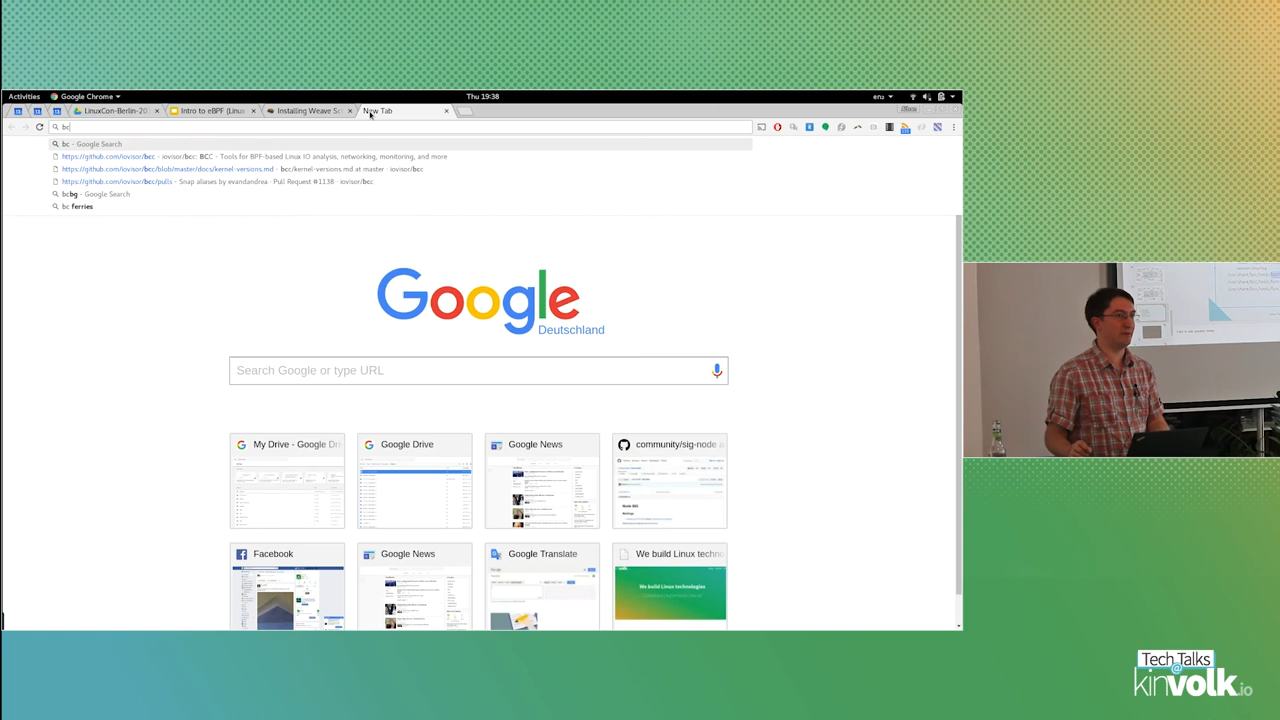 Activities
Google Chrome
Thu 19:38
en₂
LinuxCon-Berlin-20
Intro to eBPF (Linux
Installing Weave Sc
New Tab
bc
bc - Google Search
https://github.com/iovisor/bcc - iovisor/bcc: BCC - Tools for BPF-based Linux IO analysis, networking, monitoring, and more
https://github.com/iovisor/bcc/blob/master/docs/kernel-versions.md - bcc/kernel-versions.md at master · iovisor/bcc
https://github.com/iovisor/bcc/pulls - Snap aliases by evandandrea · Pull Request #1138 · iovisor/bcc
bcbg - Google Search
bc ferries
Google
Deutschland
Search Google or type URL
My Drive - Google Dri
Google Drive
Google News
community/sig-node a
Facebook
Google News
Google Translate
We build Linux techno
We build Linux technologies
Tech Talks
@
kinvolk.io